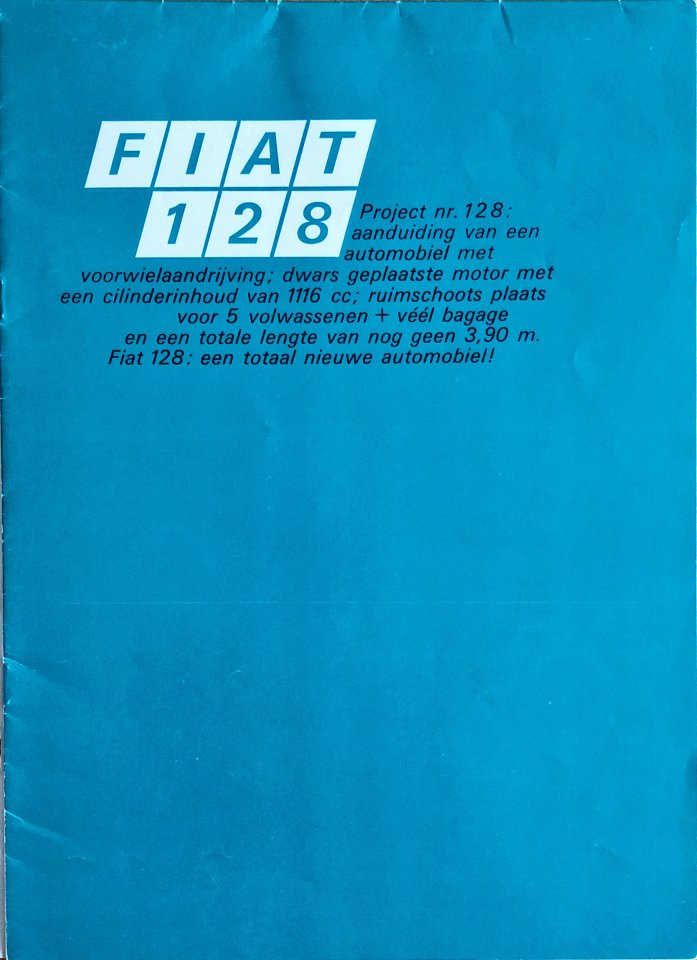 FIAT
128
Project nr. 128:
aanduiding van een
automobiel met
voorwielaandrijving; dwars geplaatste motor met
een cilinderinhoud van 1116 cc; ruimschoots plaats
voor 5 volwassenen + véél bagage
en een totale lengte van nog geen 3,90 m.
Fiat 128: een totaal nieuwe automobiel!